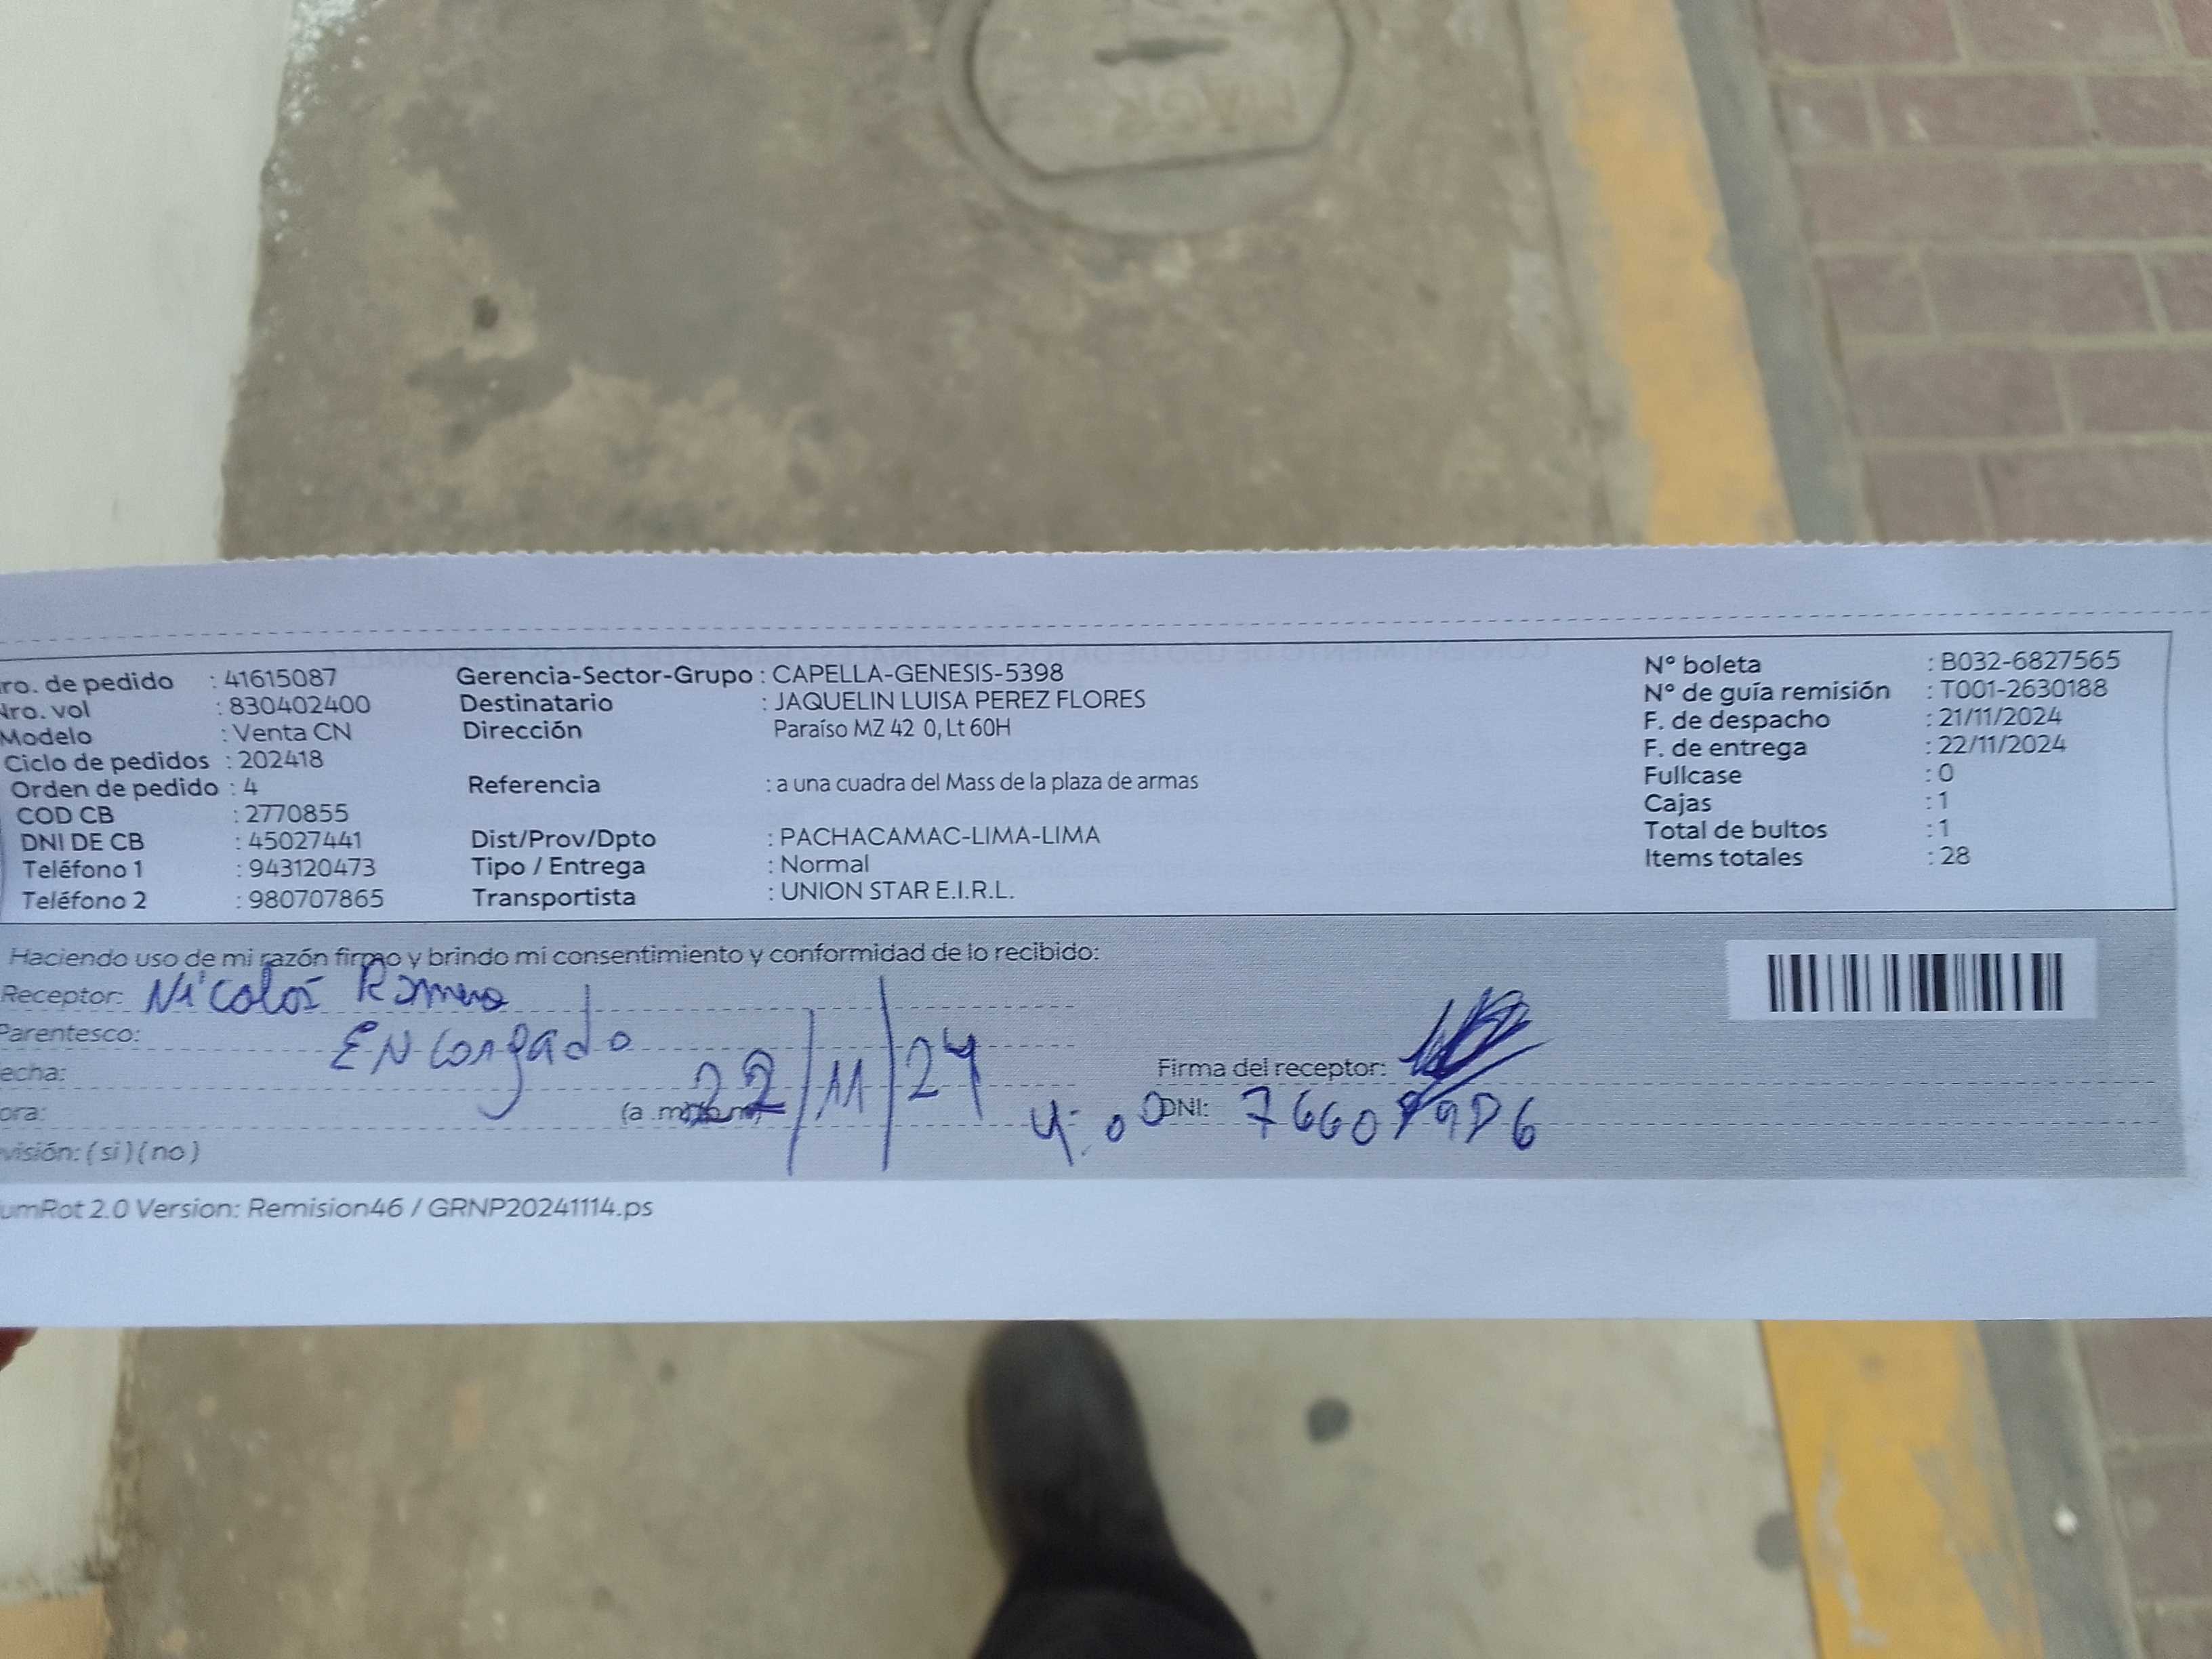 ro. de pedido : 41615087 Gerencia-Sector-Grupo : CAPELLA-GENESIS-5398 N° boleta : B032-6827565
Nro. vol : 830402400 Destinatario : JAQUELIN LUISA PEREZ FLORES N° de guía remisión : T001-2630188
Modelo : Venta CN Dirección Paraíso MZ 42 0, Lt 60H F. de despacho : 21/11/2024
Ciclo de pedidos : 202418 F. de entrega : 22/11/2024
Orden de pedido : 4 Referencia : a una cuadra del Mass de la plaza de armas Fullcase : 0
COD CB : 2770855 Cajas : 1
DNI DE CB : 45027441 Dist/Prov/Dpto : PACHACAMAC-LIMA-LIMA Total de bultos : 1
Teléfono 1 : 943120473 Tipo / Entrega : Normal Items totales : 28
Teléfono 2 : 980707865 Transportista : UNION STAR E.I.R.L.
Haciendo uso de mi razón firmo y brindo mi consentimiento y conformidad de lo recibido:
Receptor: Nicolas Romero
Parentesco: Encargado
echa: 22/11/24 Firma del receptor:
ora: (a .m 4:00 DNI:
visión: ( si ) ( no )
umRot 2.0 Version: Remision46 / GRNP20241114.ps